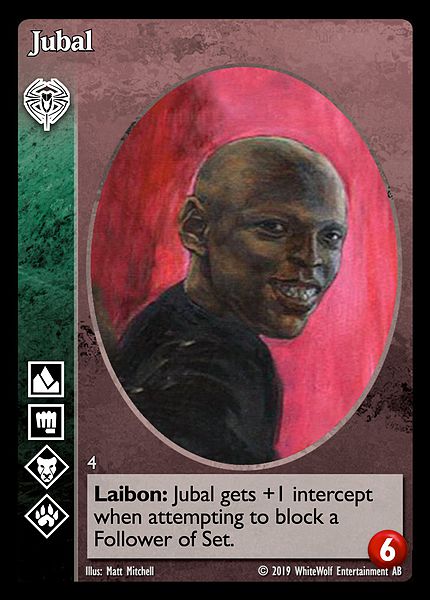 Jubal
4
Laibon: Jubal gets +1 intercept
when attempting to block a
Follower of Set.
6
Illus: Matt Mitchell
© 2019 WhiteWolf Entertainment AB